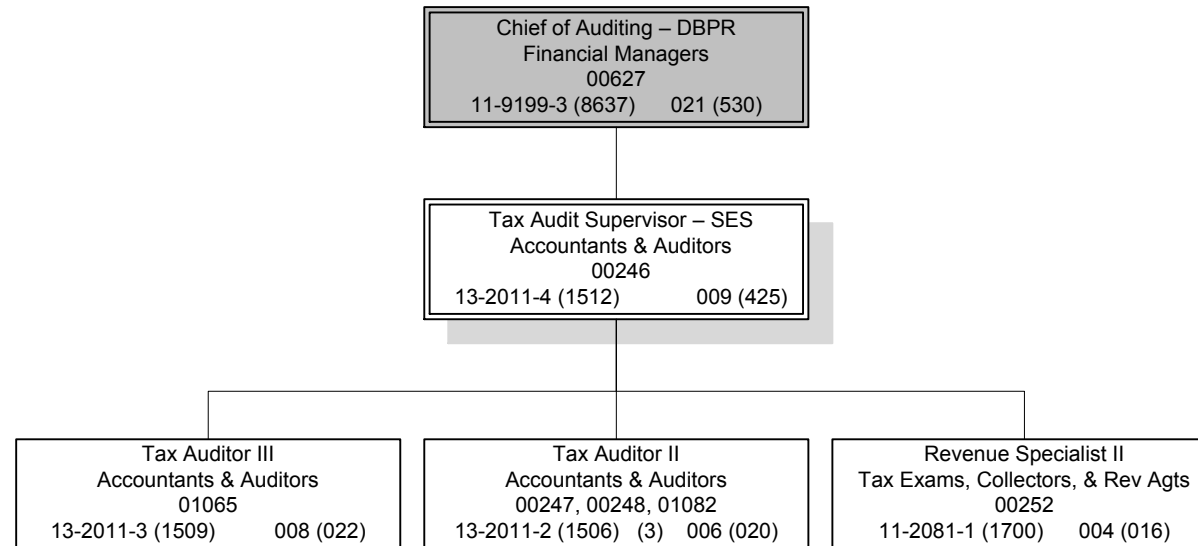 Chief of Auditing – DBPR
Financial Managers
00627
11-9199-3 (8637) 021 (530)
Tax Audit Supervisor – SES
Accountants & Auditors
00246
13-2011-4 (1512) 009 (425)
Tax Auditor III
Accountants & Auditors
01065
13-2011-3 (1509) 008 (022)
Tax Auditor II
Accountants & Auditors
00247, 00248, 01082
13-2011-2 (1506) (3) 006 (020)
Revenue Specialist II
Tax Exams, Collectors, & Rev Agts
00252
11-2081-1 (1700) 004 (016)